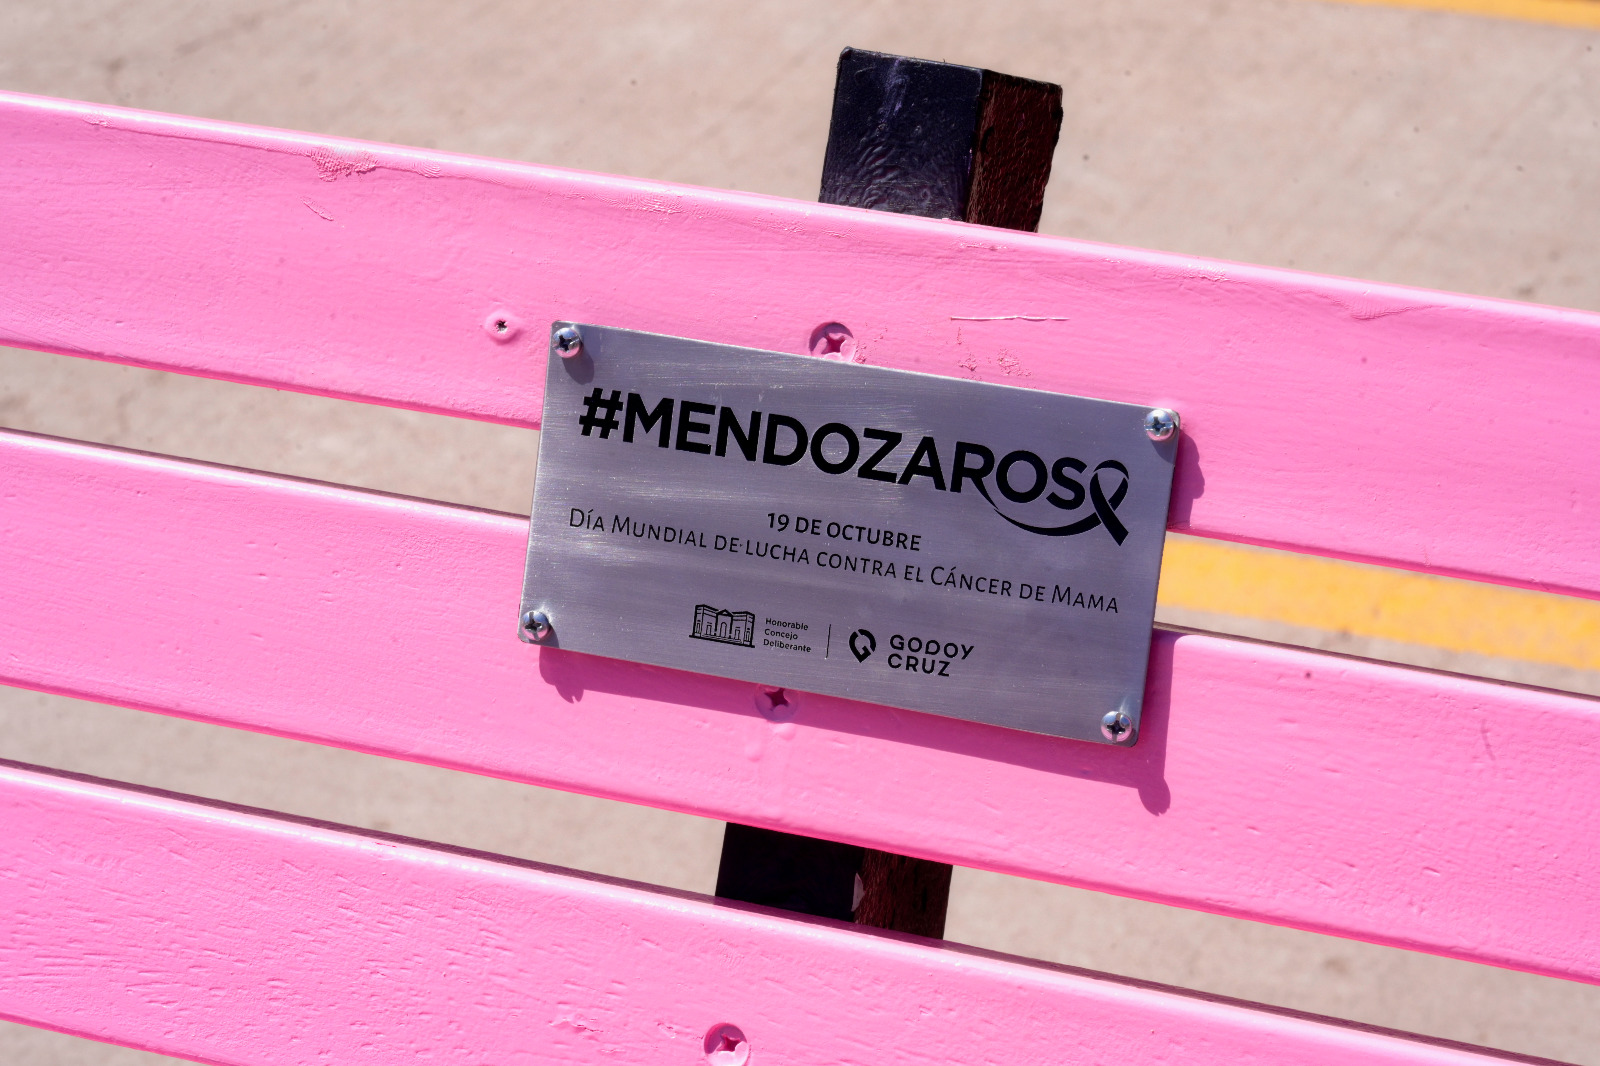 #MENDOZAROSA
19 DE OCTUBRE
DÍA MUNDIAL DE LUCHA CONTRA EL CÁNCER DE MAMA
Honorable
Concejo
Deliberante
GODOY
CRUZ